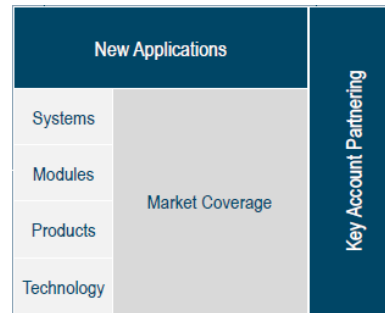 New Applications
Systems
Modules
Products
Technology
Market Coverage
Key Account Partnering